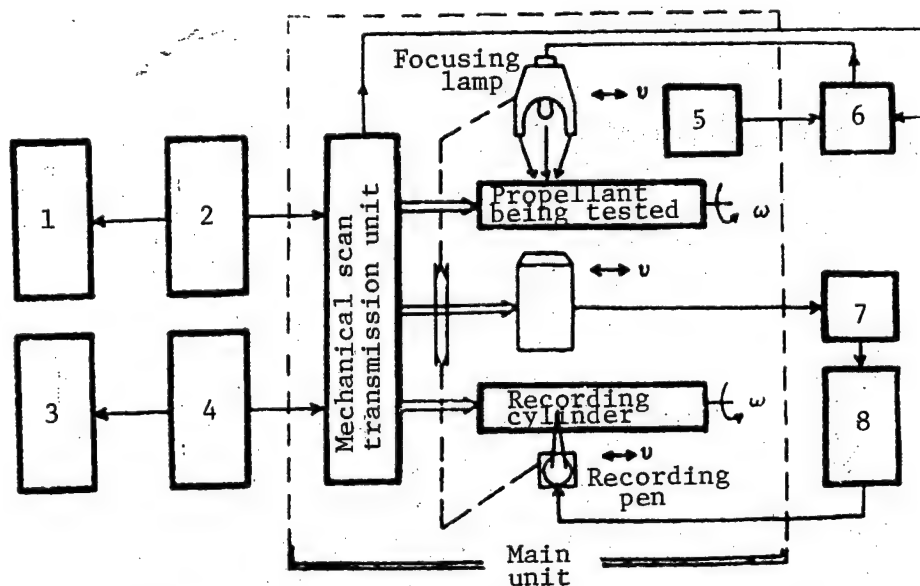 Focusing
lamp
υ
5
6
1
2
Mechanical scan
transmission unit
Propellant
being tested
ω
υ
7
3
4
Recording
cylinder
ω
8
υ
Recording
pen
Main
unit